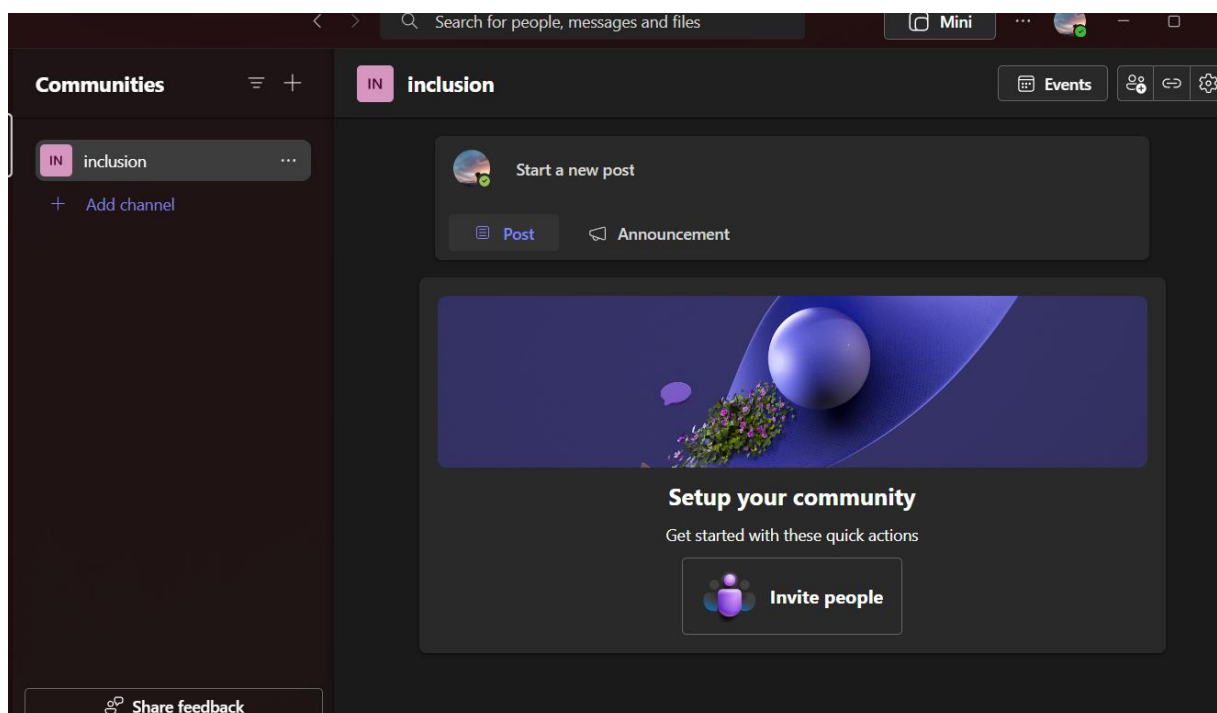 Search for people, messages and files
Mini
Communities
IN inclusion
Events
IN inclusion
Add channel
Start a new post
Post Announcement
Setup your community
Get started with these quick actions
Invite people
Share feedback